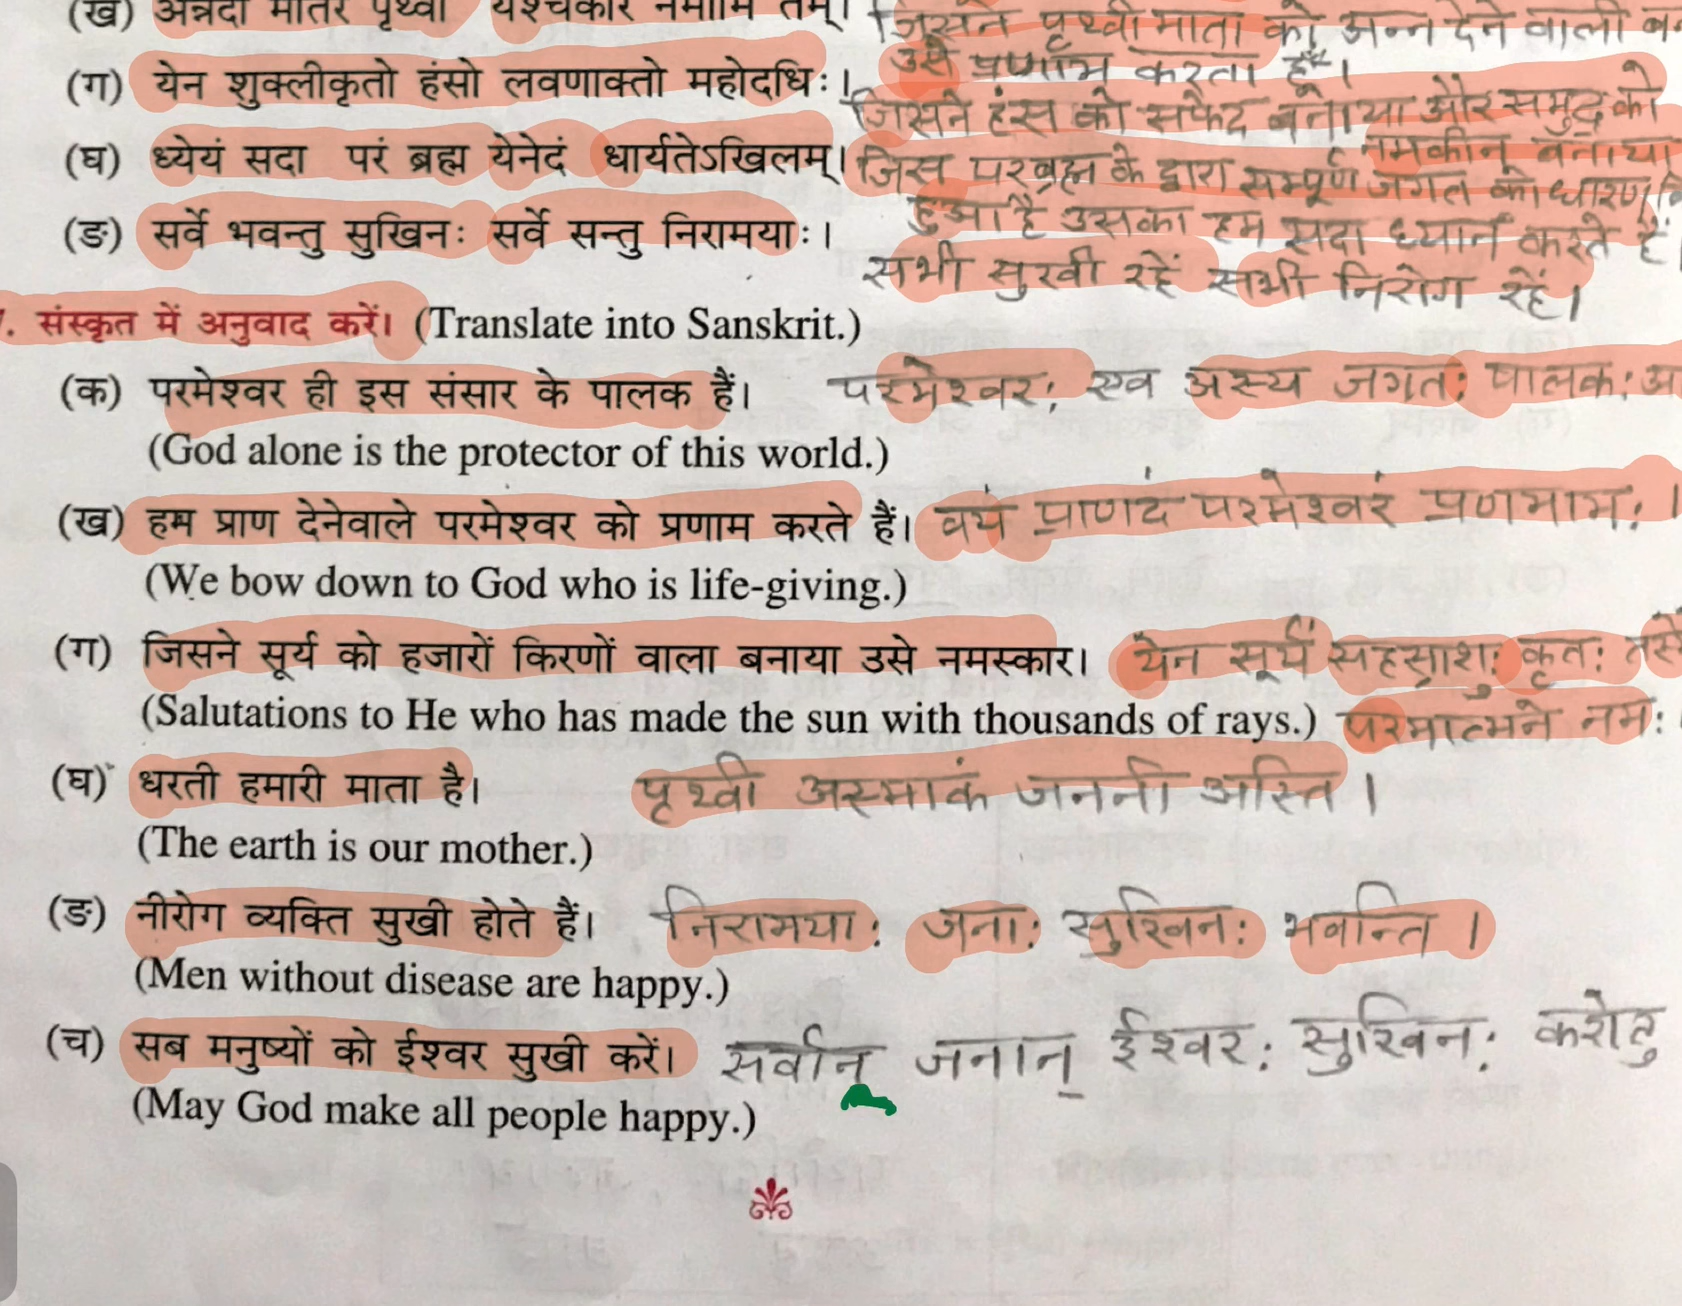 (ख) अन्नदां मातरं पृथ्वीं यश्चकार नमामि तम्। जिसने पृथ्वी माता को अन्न देने वाली
उसे प्रणाम करता हूँ।
(ग) येन शुक्लीकृतो हंसो लवणाक्तो महोदधिः। जिसने हंस को सफेद बनाया और समुद्र को
नमकीन बनाया
(घ) ध्येयं सदा परं ब्रह्म येनेदं धार्यतेऽखिलम्। जिस परब्रह्म के द्वारा सम्पूर्ण जगत को धारण
हुआ है उसका हम सदा ध्यान करते हैं
(ङ) सर्वे भवन्तु सुखिनः सर्वे सन्तु निरामयाः।
सभी सुखी रहें सभी निरोग रहें।
संस्कृत में अनुवाद करें। (Translate into Sanskrit.)
(क) परमेश्वर ही इस संसार के पालक हैं। परमेश्वरः एव अस्य जगतः पालकः
(God alone is the protector of this world.)
(ख) हम प्राण देनेवाले परमेश्वर को प्रणाम करते हैं। वयं प्राणदं परमेश्वरं प्रणमामः।
(We bow down to God who is life-giving.)
(ग) जिसने सूर्य को हजारों किरणों वाला बनाया उसे नमस्कार। येन सूर्यं सहस्रांशुः कृतः
(Salutations to He who has made the sun with thousands of rays.) परमात्मने नमः
(घ) धरती हमारी माता है। पृथ्वी अस्माकं जननी अस्ति।
(The earth is our mother.)
(ङ) नीरोग व्यक्ति सुखी होते हैं। निरामयाः जनाः सुखिनः भवन्ति।
(Men without disease are happy.)
(च) सब मनुष्यों को ईश्वर सुखी करें। सर्वान् जनान् ईश्वरः सुखिनः करोतु
(May God make all people happy.)